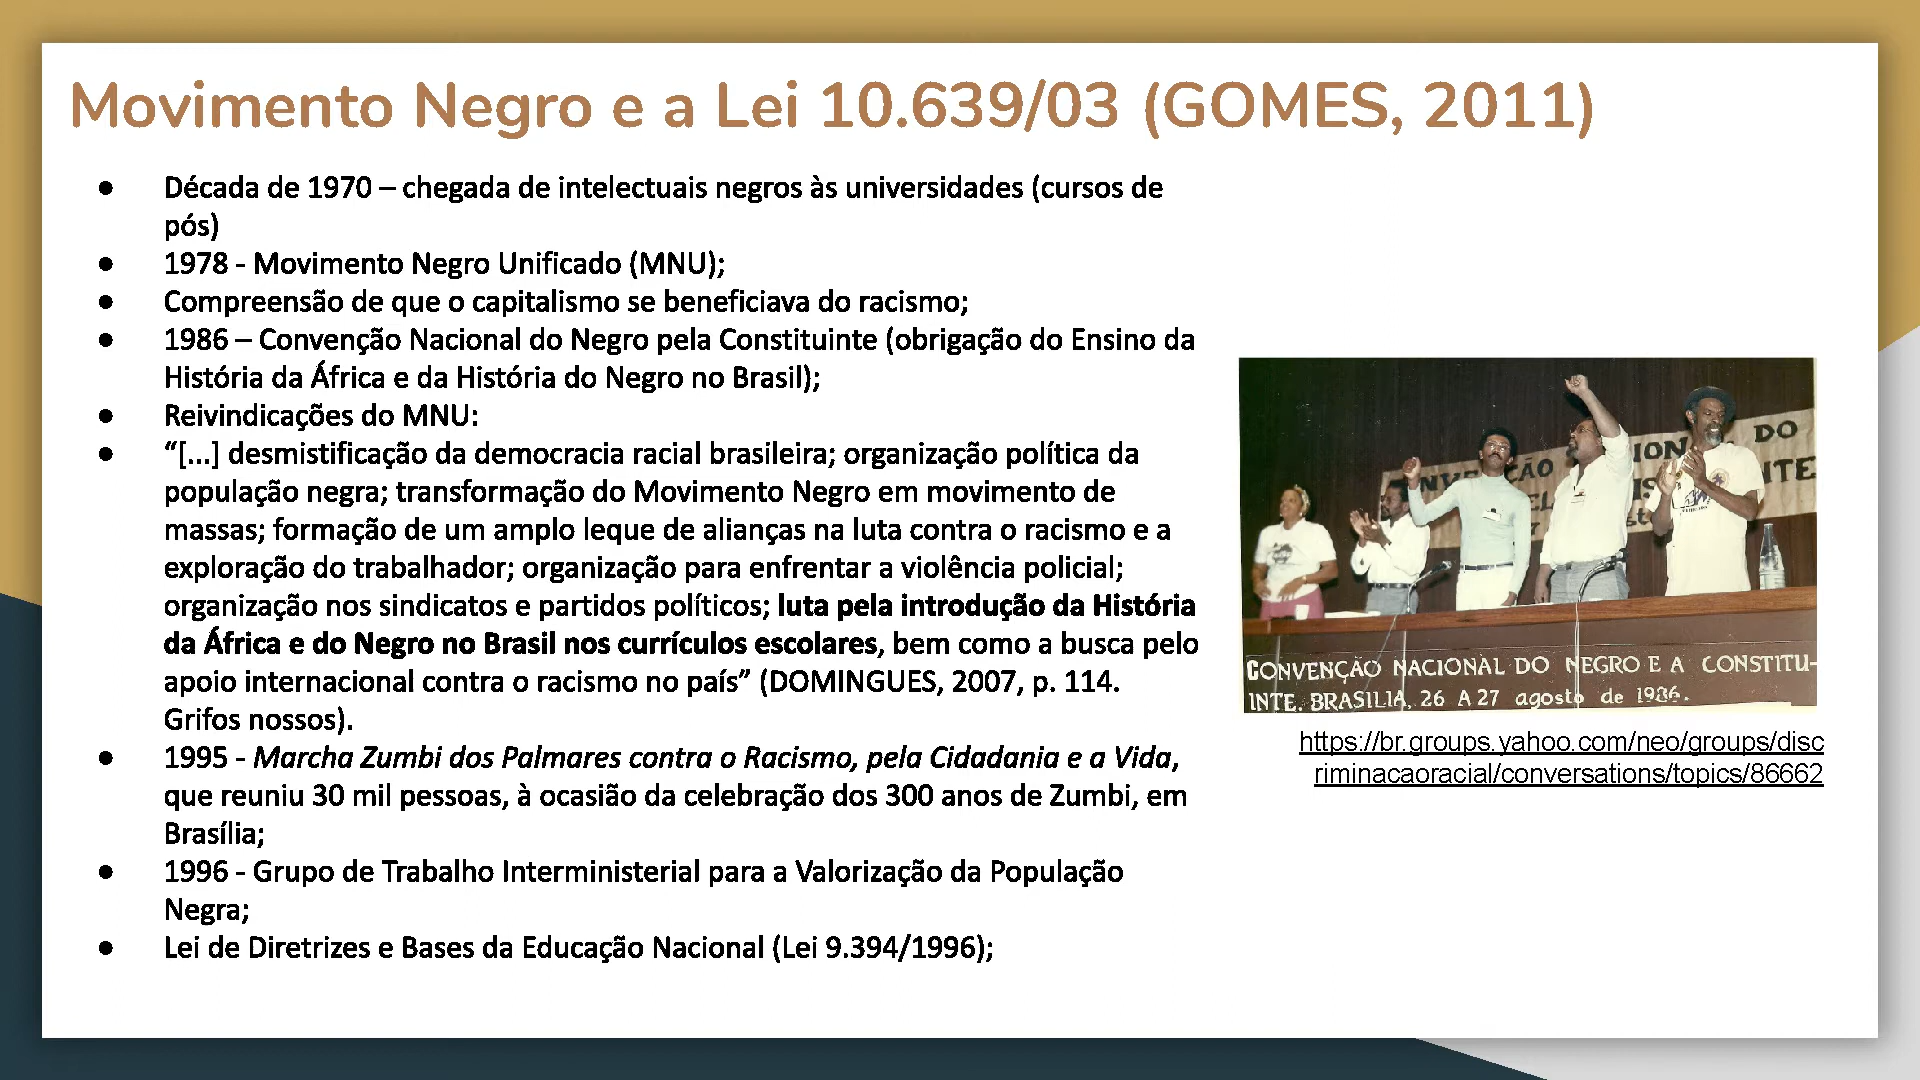 Movimento Negro e a Lei 10.639/03 (GOMES, 2011)
● Década de 1970 – chegada de intelectuais negros às universidades (cursos de
pós)
● 1978 - Movimento Negro Unificado (MNU);
● Compreensão de que o capitalismo se beneficiava do racismo;
● 1986 – Convenção Nacional do Negro pela Constituinte (obrigação do Ensino da
História da África e da História do Negro no Brasil);
● Reivindicações do MNU:
● “[...] desmistificação da democracia racial brasileira; organização política da
população negra; transformação do Movimento Negro em movimento de
massas; formação de um amplo leque de alianças na luta contra o racismo e a
exploração do trabalhador; organização para enfrentar a violência policial;
organização nos sindicatos e partidos políticos; luta pela introdução da História
da África e do Negro no Brasil nos currículos escolares, bem como a busca pelo
apoio internacional contra o racismo no país” (DOMINGUES, 2007, p. 114.
Grifos nossos).
● 1995 - Marcha Zumbi dos Palmares contra o Racismo, pela Cidadania e a Vida,
que reuniu 30 mil pessoas, à ocasião da celebração dos 300 anos de Zumbi, em
Brasília;
● 1996 - Grupo de Trabalho Interministerial para a Valorização da População
Negra;
● Lei de Diretrizes e Bases da Educação Nacional (Lei 9.394/1996);
DO
CONVENÇÃO NACIONAL DO NEGRO E A CONSTITU-
INTE. BRASILIA, 26 A 27 agosto de 1986.
https://br.groups.yahoo.com/neo/groups/disc
riminacaoracial/conversations/topics/86662